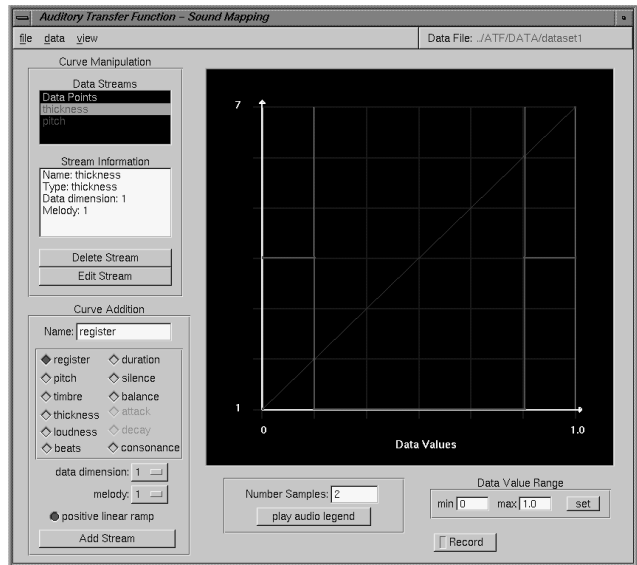 Auditory Transfer Function – Sound Mapping
file data view
Data File: ../ATF/DATA/dataset1
Curve Manipulation
Data Streams
Data Points
thickness
pitch
Stream Information
Name: thickness
Type: thickness
Data dimension: 1
Melody: 1
Delete Stream
Edit Stream
Curve Addition
Name: register
register duration
pitch silence
timbre balance
thickness attack
loudness decay
beats consonance
data dimension: 1
melody: 1
positive linear ramp
Add Stream
7
1
0 1.0
Data Values
Number Samples: 2
play audio legend
Data Value Range
min 0 max 1.0 set
Record